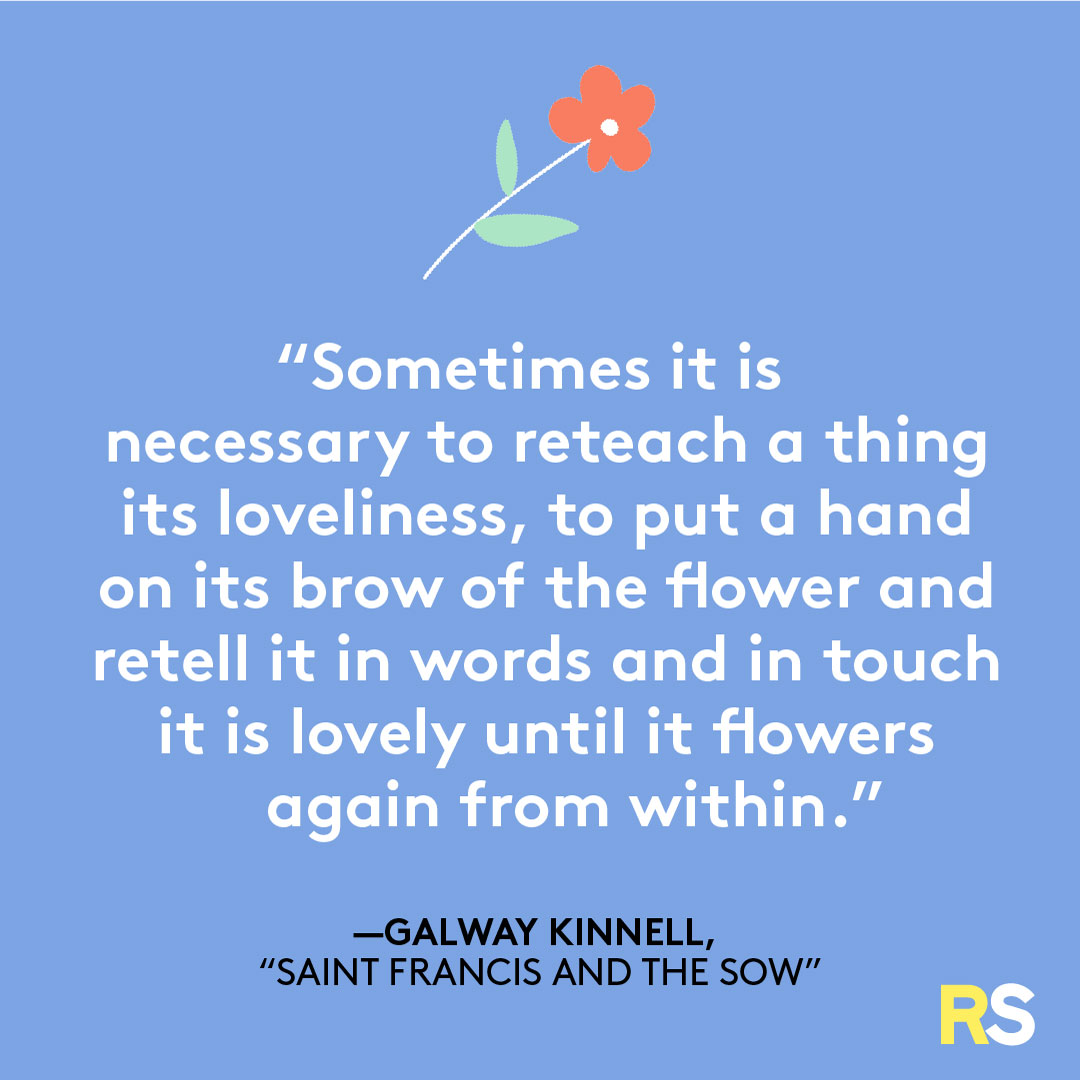 “Sometimes it is
necessary to reteach a thing
its loveliness, to put a hand
on its brow of the flower and
retell it in words and in touch
it is lovely until it flowers
again from within.”
—GALWAY KINNELL,
“SAINT FRANCIS AND THE SOW”
RS